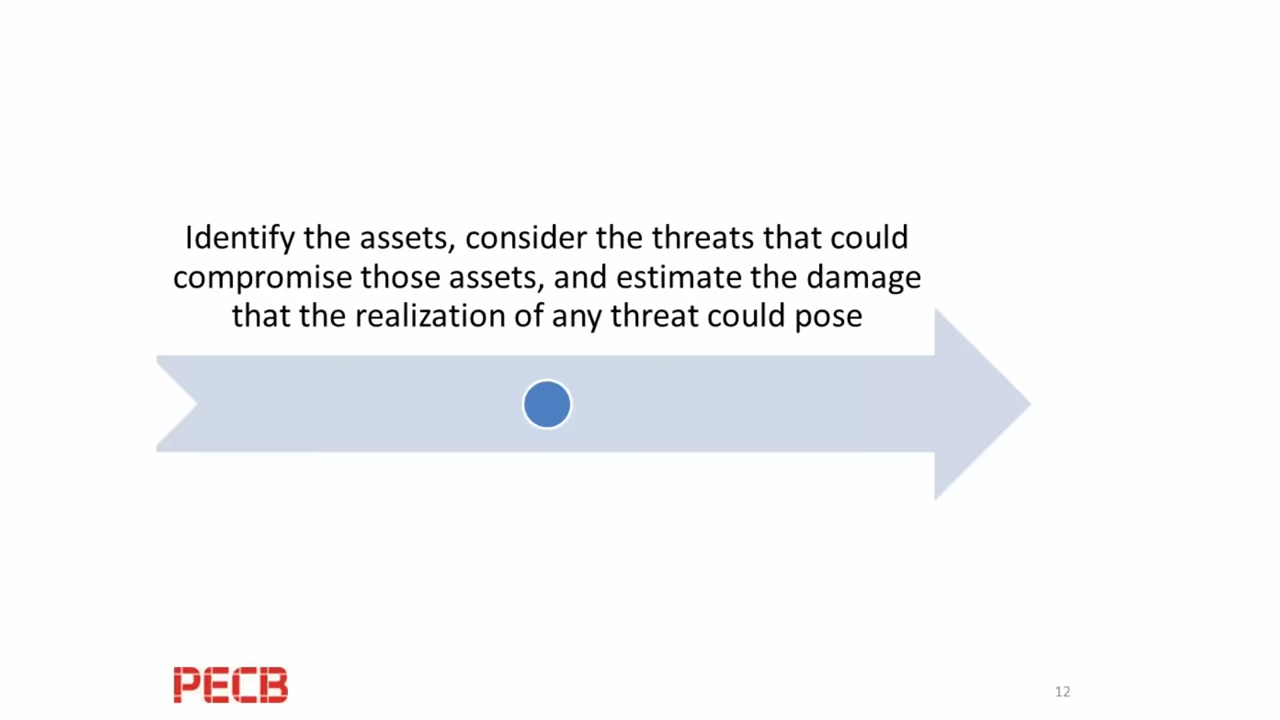 Identify the assets, consider the threats that could
compromise those assets, and estimate the damage
that the realization of any threat could pose
PECB
12